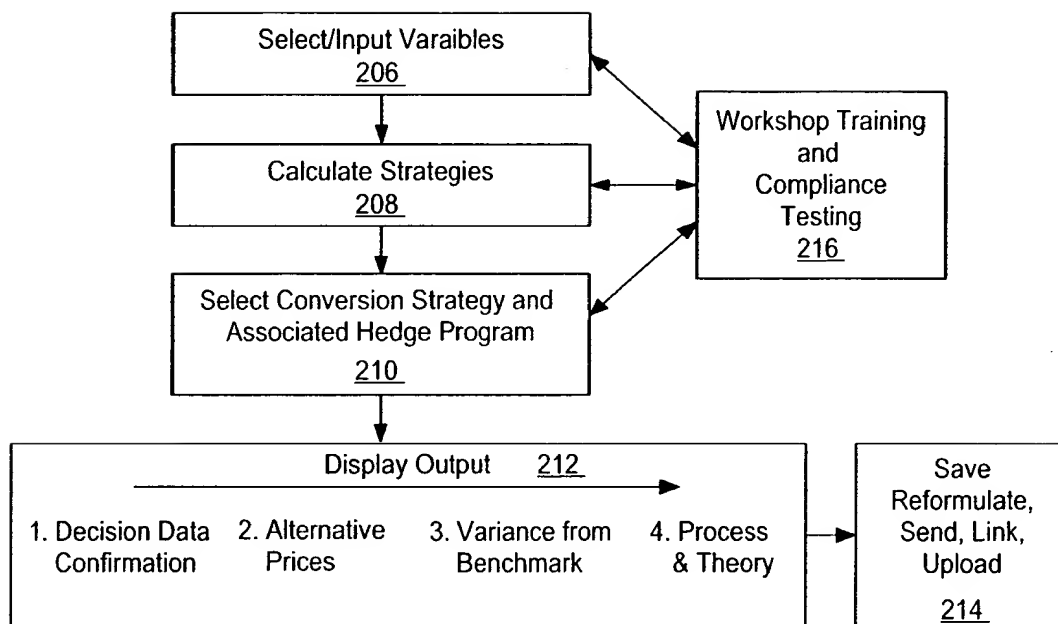 Select/Input Varaibles
206
Calculate Strategies
208
Select Conversion Strategy and
Associated Hedge Program
210
Workshop Training
and
Compliance
Testing
216
Display Output 212
1. Decision Data
Confirmation
2. Alternative
Prices
3. Variance from
Benchmark
4. Process
& Theory
Save
Reformulate,
Send, Link,
Upload
214